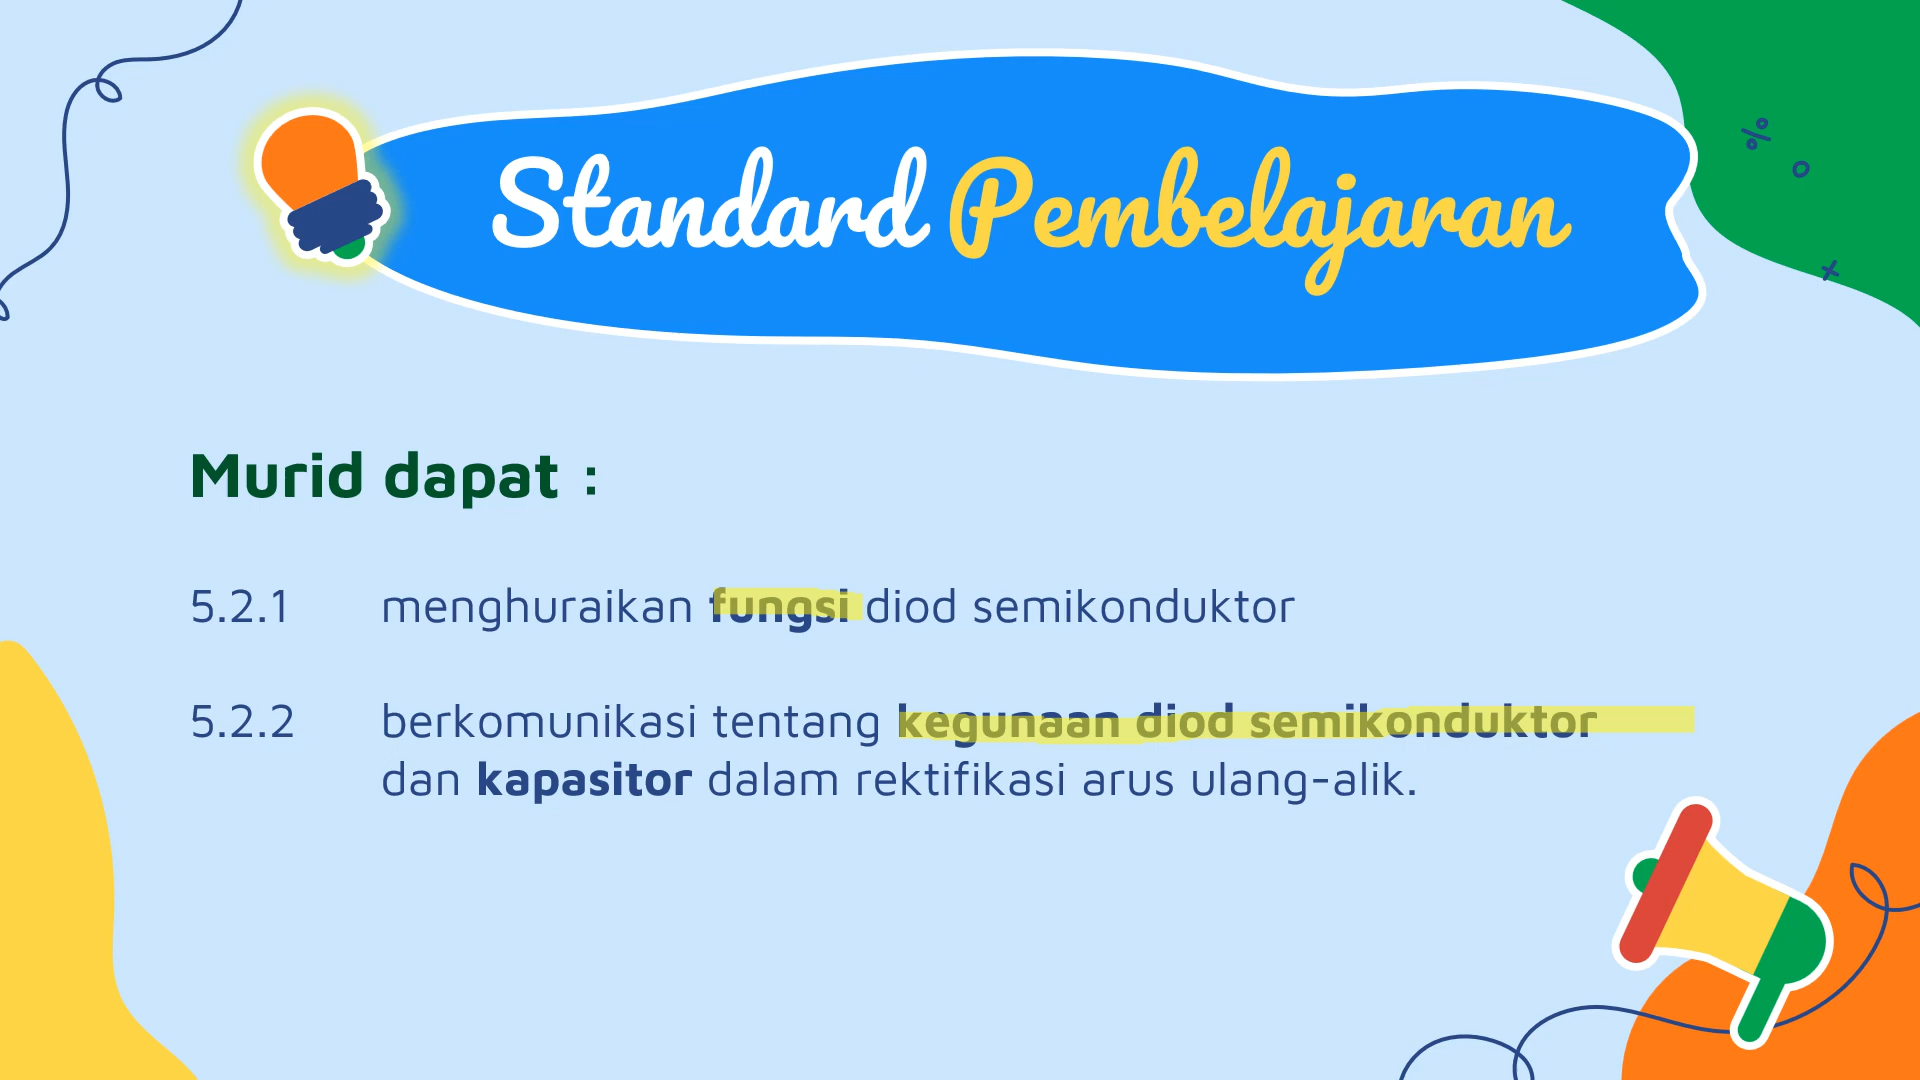 Standard Pembelajaran
Murid dapat :
5.2.1 menghuraikan fungsi diod semikonduktor
5.2.2 berkomunikasi tentang kegunaan diod semikonduktor
dan kapasitor dalam rektifikasi arus ulang-alik.